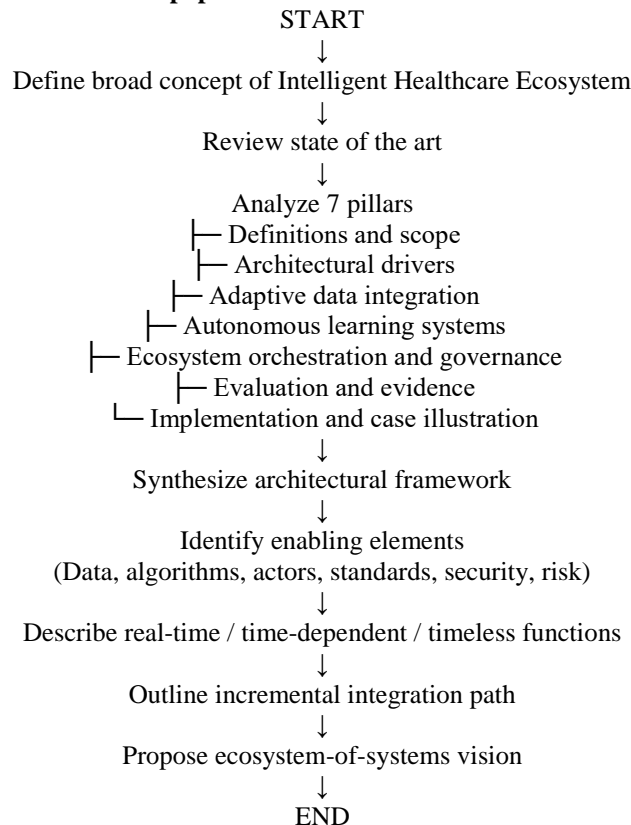 START
↓
Define broad concept of Intelligent Healthcare Ecosystem
↓
Review state of the art
↓
Analyze 7 pillars
├─ Definitions and scope
├─ Architectural drivers
├─ Adaptive data integration
├─ Autonomous learning systems
├─ Ecosystem orchestration and governance
├─ Evaluation and evidence
└─ Implementation and case illustration
↓
Synthesize architectural framework
↓
Identify enabling elements
(Data, algorithms, actors, standards, security, risk)
↓
Describe real-time / time-dependent / timeless functions
↓
Outline incremental integration path
↓
Propose ecosystem-of-systems vision
↓
END